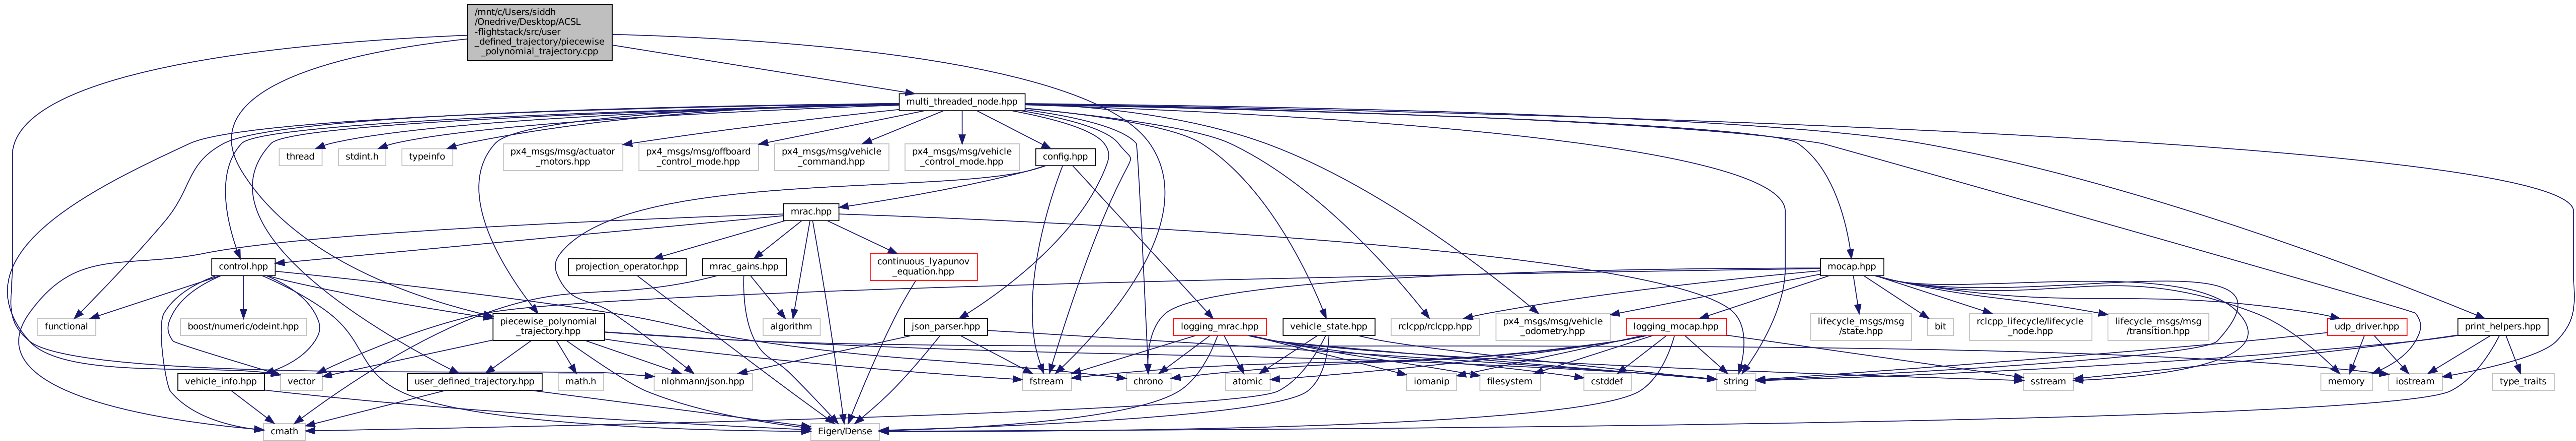 /mnt/c/Users/siddh
/Onedrive/Desktop/ACSL
-flightstack/src/user
_defined_trajectory/piecewise
_polynomial_trajectory.cpp
multi_threaded_node.hpp
thread
stdint.h
typeinfo
px4_msgs/msg/actuator
_motors.hpp
px4_msgs/msg/offboard
_control_mode.hpp
px4_msgs/msg/vehicle
_command.hpp
px4_msgs/msg/vehicle
_control_mode.hpp
config.hpp
mrac.hpp
control.hpp
projection_operator.hpp
mrac_gains.hpp
continuous_lyapunov
_equation.hpp
mocap.hpp
functional
boost/numeric/odeint.hpp
piecewise_polynomial
_trajectory.hpp
algorithm
json_parser.hpp
logging_mrac.hpp
vehicle_state.hpp
rclcpp/rclcpp.hpp
px4_msgs/msg/vehicle
_odometry.hpp
logging_mocap.hpp
lifecycle_msgs/msg
/state.hpp
bit
rclcpp_lifecycle/lifecycle
_node.hpp
lifecycle_msgs/msg
/transition.hpp
udp_driver.hpp
print_helpers.hpp
vehicle_info.hpp
vector
user_defined_trajectory.hpp
math.h
nlohmann/json.hpp
fstream
chrono
atomic
iomanip
filesystem
cstddef
string
sstream
memory
iostream
type_traits
cmath
Eigen/Dense